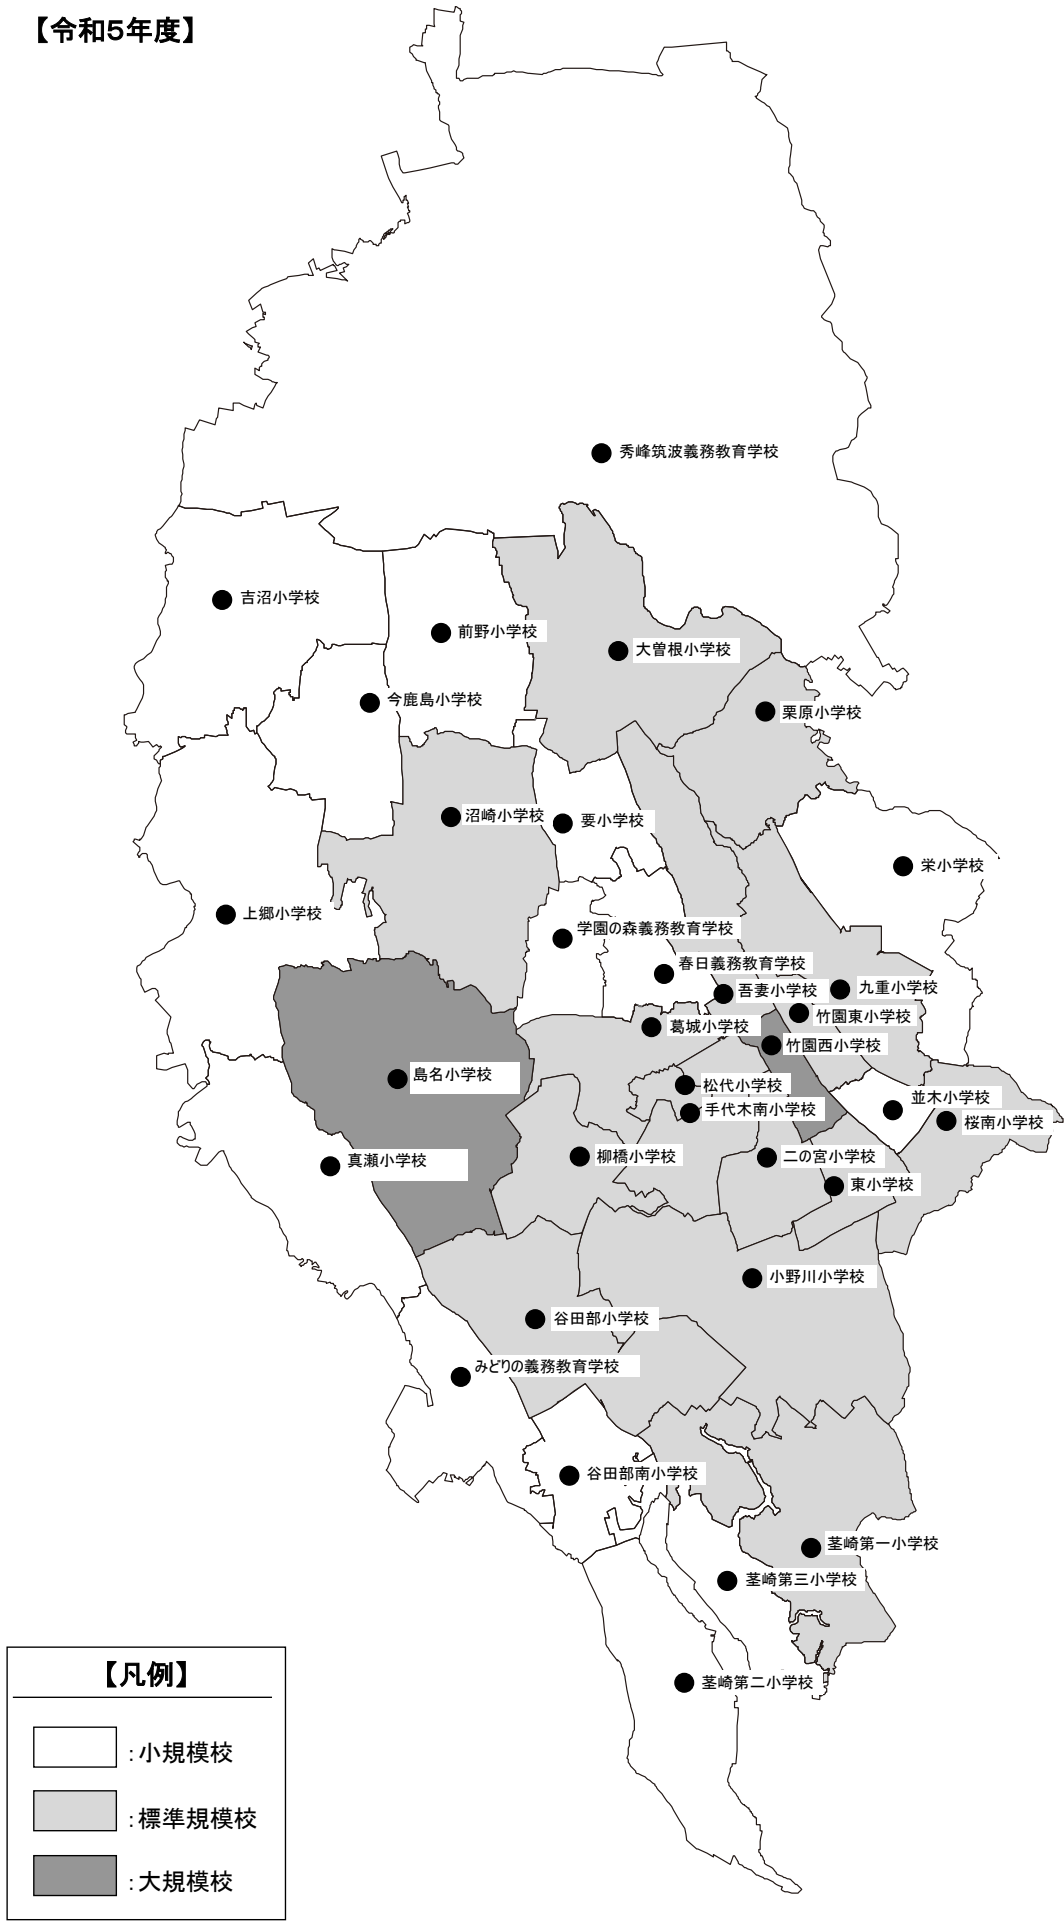 【令和5年度】
秀峰筑波義務教育学校
吉沼小学校
前野小学校
大曽根小学校
今鹿島小学校
栗原小学校
沼崎小学校
要小学校
栄小学校
上郷小学校
学園の森義務教育学校
春日義務教育学校
吾妻小学校
九重小学校
竹園東小学校
葛城小学校
竹園西小学校
島名小学校
松代小学校
並木小学校
手代木南小学校
桜南小学校
真瀬小学校
柳橋小学校
二の宮小学校
東小学校
小野川小学校
谷田部小学校
みどりの義務教育学校
谷田部南小学校
茎崎第一小学校
茎崎第三小学校
茎崎第二小学校
【凡例】
:小規模校
:標準規模校
:大規模校